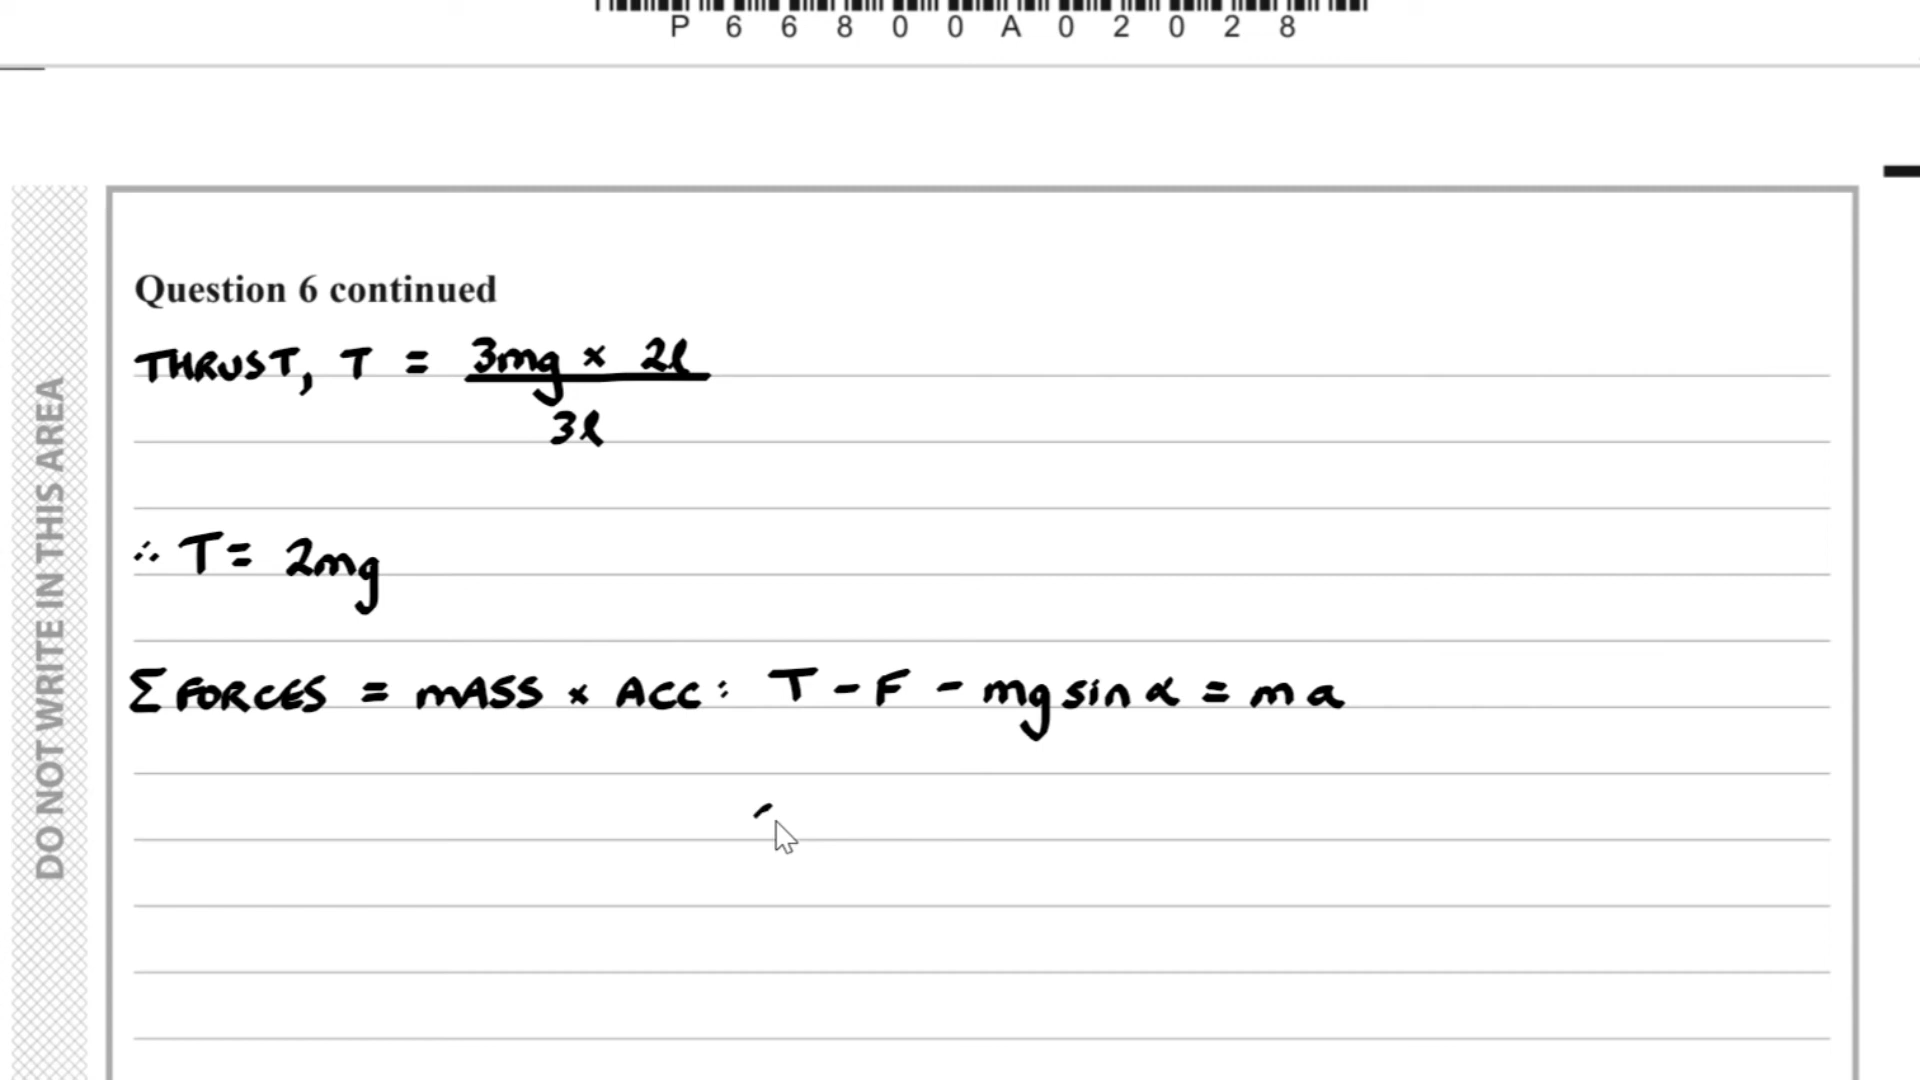 P 6 6 8 0 0 A 0 2 0 2 8
DO NOT WRITE IN THIS AREA
Question 6 continued
THRUST, T = 3mg × 2l
3l
∴ T = 2mg
Σ FORCES = MASS × ACC: T - F - mg sin α = ma